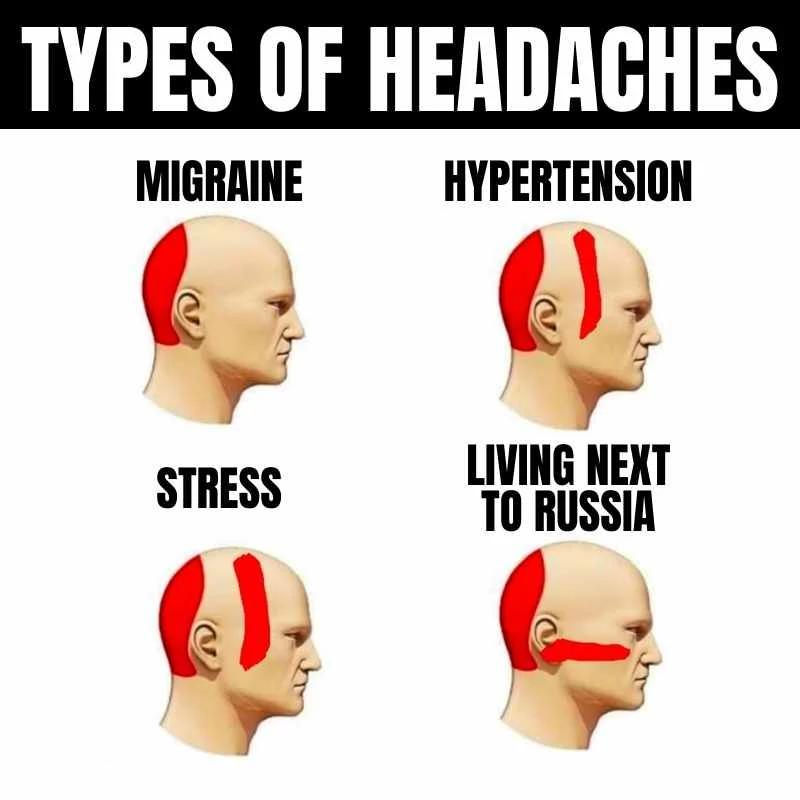 TYPES OF HEADACHES
MIGRAINE
HYPERTENSION
STRESS
LIVING NEXT
TO RUSSIA